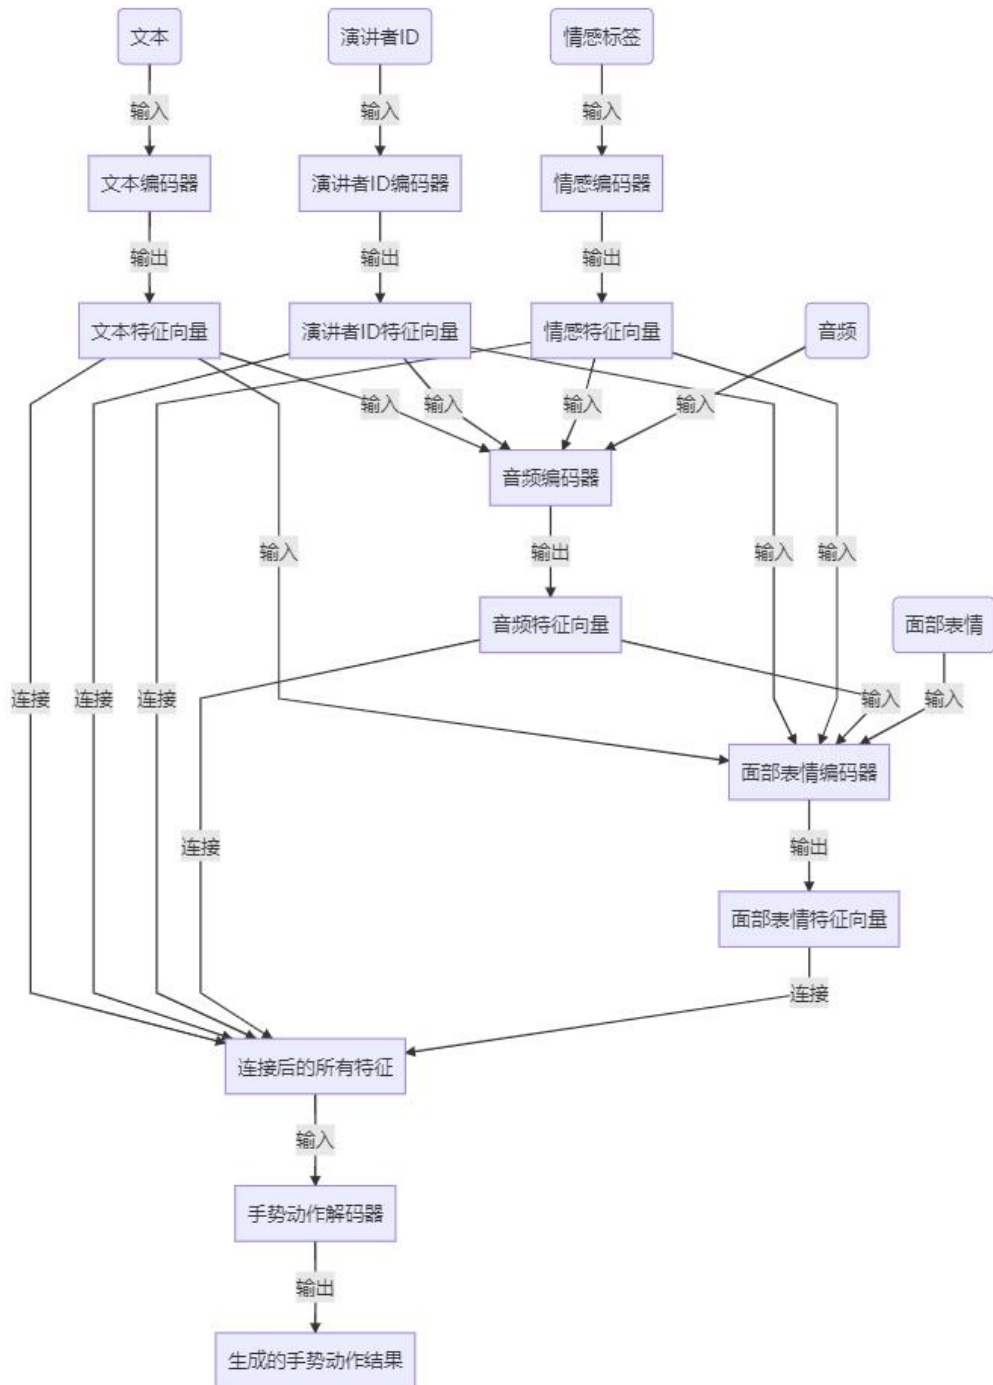 文本
演讲者ID
情感标签
输入
输入
输入
文本编码器
演讲者ID编码器
情感编码器
输出
输出
输出
文本特征向量
演讲者ID特征向量
情感特征向量
音频
输入
输入
输入
输入
音频编码器
输入
输出
输入
输入
音频特征向量
面部表情
连接
连接
连接
输入
输入
面部表情编码器
连接
输出
面部表情特征向量
连接
连接后的所有特征
输入
手势动作解码器
输出
生成的手势动作结果